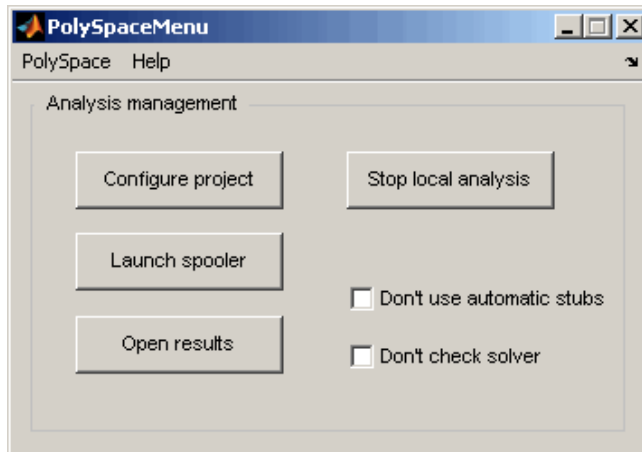 PolySpaceMenu
PolySpace Help
Analysis management
Configure project
Stop local analysis
Launch spooler
Don't use automatic stubs
Open results
Don't check solver